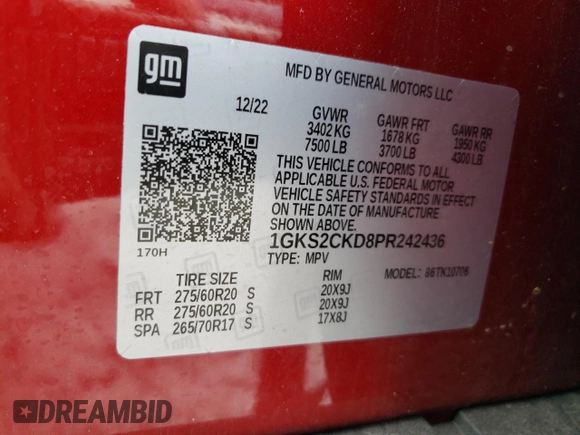 gm
MFD BY GENERAL MOTORS LLC
12/22 GVWR GAWR FRT GAWR RR
3402 KG 1678 KG 1950 KG
7500 LB 3700 LB 4300 LB
THIS VEHICLE CONFORMS TO ALL
APPLICABLE U.S. FEDERAL MOTOR
VEHICLE SAFETY STANDARDS IN EFFECT
ON THE DATE OF MANUFACTURE
SHOWN ABOVE.
170H 1GKS2CKD8PR242436
TYPE: MPV MODEL: 86TK10706
TIRE SIZE RIM
FRT 275/60R20 S 20X9J
RR 275/60R20 S 20X9J
SPA 265/70R17 S 17X8J
DREAMBID